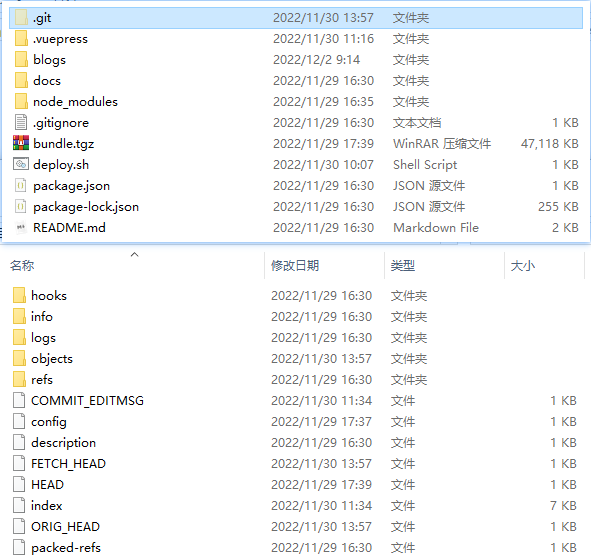 .git 2022/11/30 13:57 文件夹
.vuepress 2022/11/30 11:16 文件夹
blogs 2022/12/2 9:14 文件夹
docs 2022/11/29 16:30 文件夹
node_modules 2022/11/29 16:35 文件夹
.gitignore 2022/11/29 16:30 文本文档 1 KB
bundle.tgz 2022/11/29 17:39 WinRAR 压缩文件 47,118 KB
deploy.sh 2022/11/30 10:07 Shell Script 1 KB
package.json 2022/11/29 16:30 JSON 源文件 1 KB
package-lock.json 2022/11/29 16:30 JSON 源文件 255 KB
README.md 2022/11/29 16:30 Markdown File 2 KB
名称 修改日期 类型 大小
hooks 2022/11/29 16:30 文件夹
info 2022/11/29 16:30 文件夹
logs 2022/11/29 16:30 文件夹
objects 2022/11/30 13:57 文件夹
refs 2022/11/29 16:30 文件夹
COMMIT_EDITMSG 2022/11/30 11:34 文件 1 KB
config 2022/11/29 17:37 文件 1 KB
description 2022/11/29 16:30 文件 1 KB
FETCH_HEAD 2022/11/30 13:57 文件 1 KB
HEAD 2022/11/29 17:39 文件 1 KB
index 2022/11/30 11:34 文件 7 KB
ORIG_HEAD 2022/11/30 13:57 文件 1 KB
packed-refs 2022/11/29 16:30 文件 1 KB